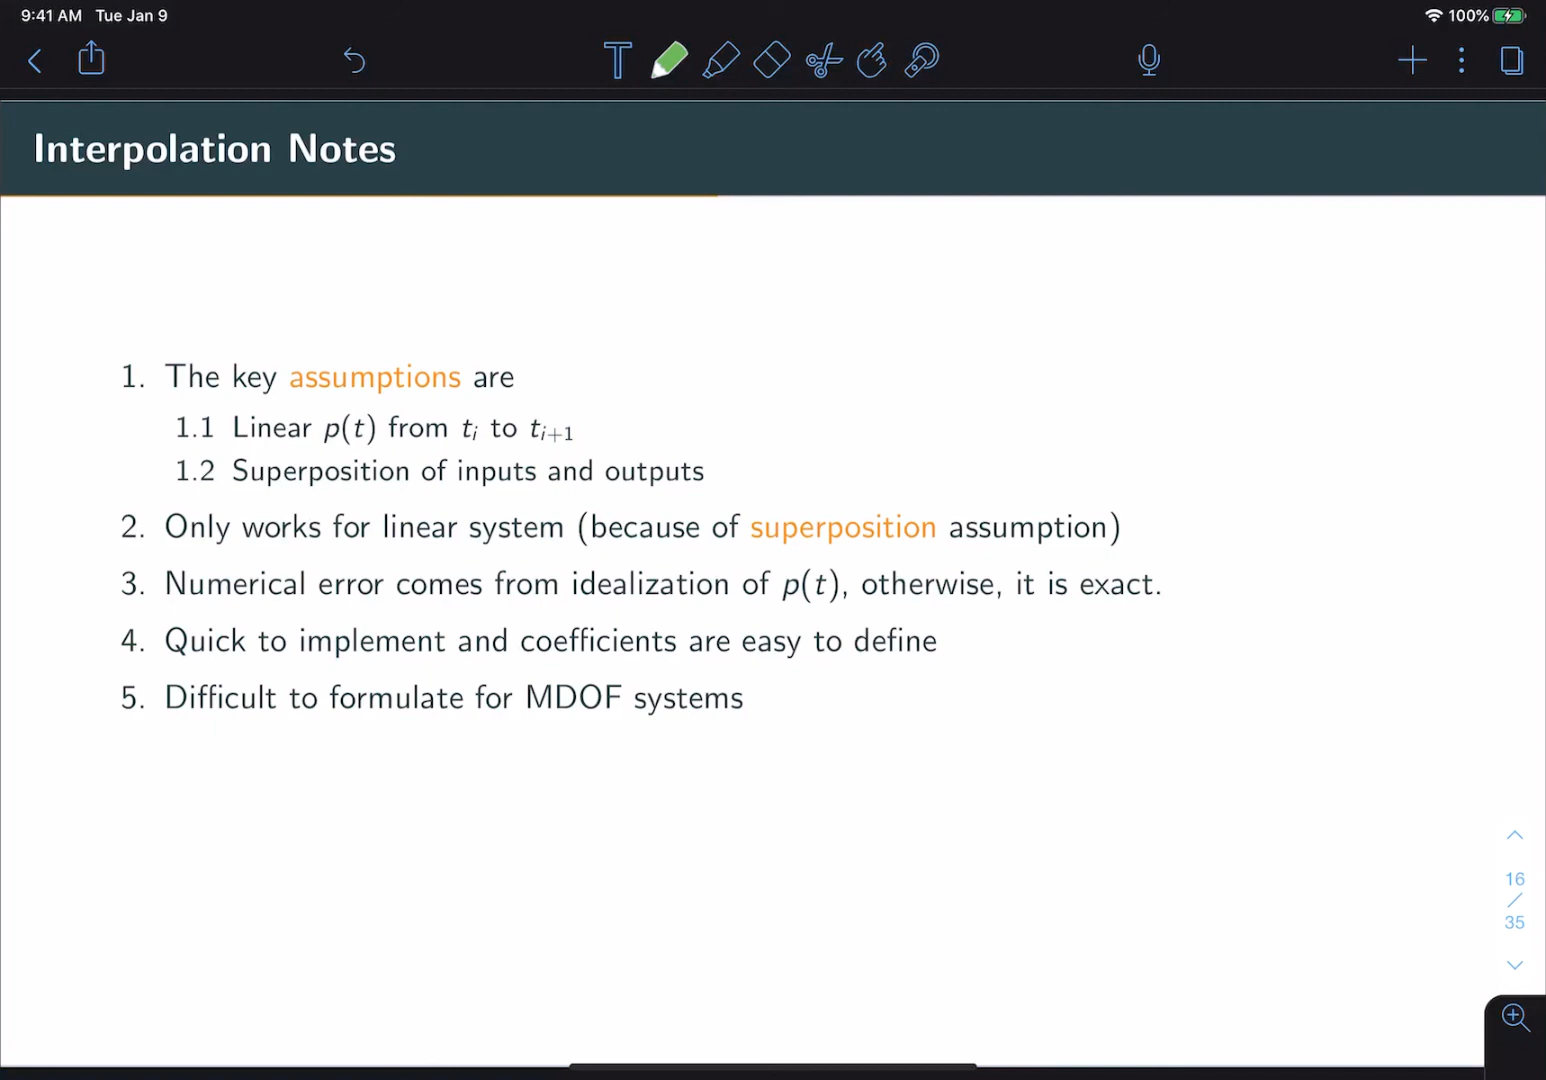 9:41 AM Tue Jan 9
100%
Interpolation Notes
1. The key assumptions are
1.1 Linear p(t) from tᵢ to tᵢ₊₁
1.2 Superposition of inputs and outputs
2. Only works for linear system (because of superposition assumption)
3. Numerical error comes from idealization of p(t), otherwise, it is exact.
4. Quick to implement and coefficients are easy to define
5. Difficult to formulate for MDOF systems
16
/
35